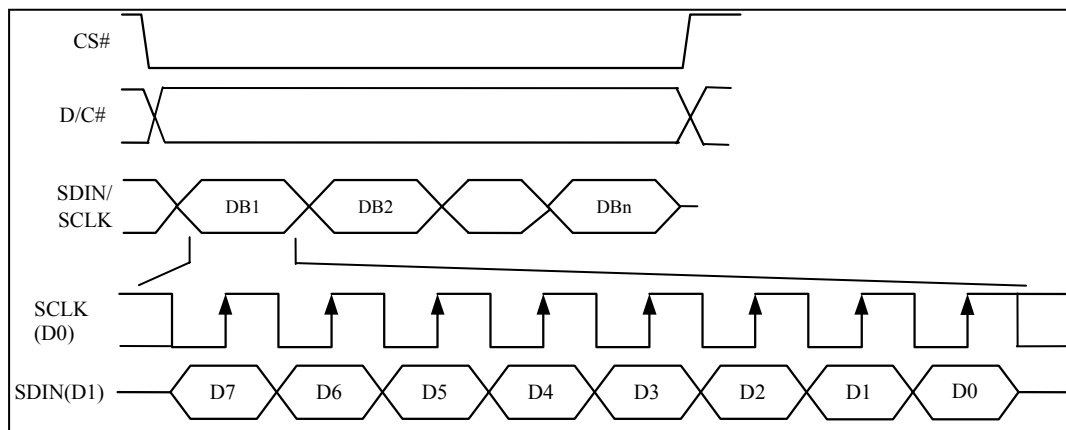 CS#
D/C#
SDIN/
SCLK
DB1 DB2 DBn
SCLK
(D0)
SDIN(D1) D7 D6 D5 D4 D3 D2 D1 D0